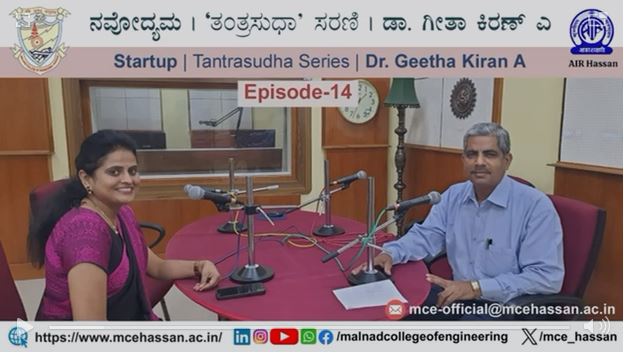 ನವೋದ್ಯಮ । 'ತಂತ್ರಸುಧಾ' ಸರಣಿ । ಡಾ. ಗೀತಾ ಕಿರಣ್ ಎ
Startup | Tantrasudha Series | Dr. Geetha Kiran A
AIR Hassan
Episode-14
mce-official@mcehassan.ac.in
https://www.mcehassan.ac.in/
/malnadcollegeofengineering
/mce_hassan